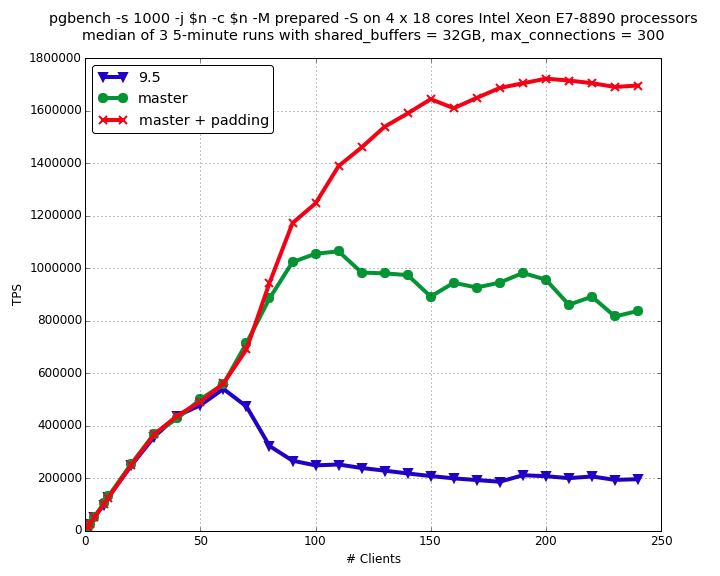 pgbench -s 1000 -j $n -c $n -M prepared -S on 4 x 18 cores Intel Xeon E7-8890 processors
median of 3 5-minute runs with shared_buffers = 32GB, max_connections = 300
1800000
1600000
1400000
1200000
1000000
800000
600000
400000
200000
0
TPS
9.5
master
master + padding
0 50 100 150 200 250
# Clients